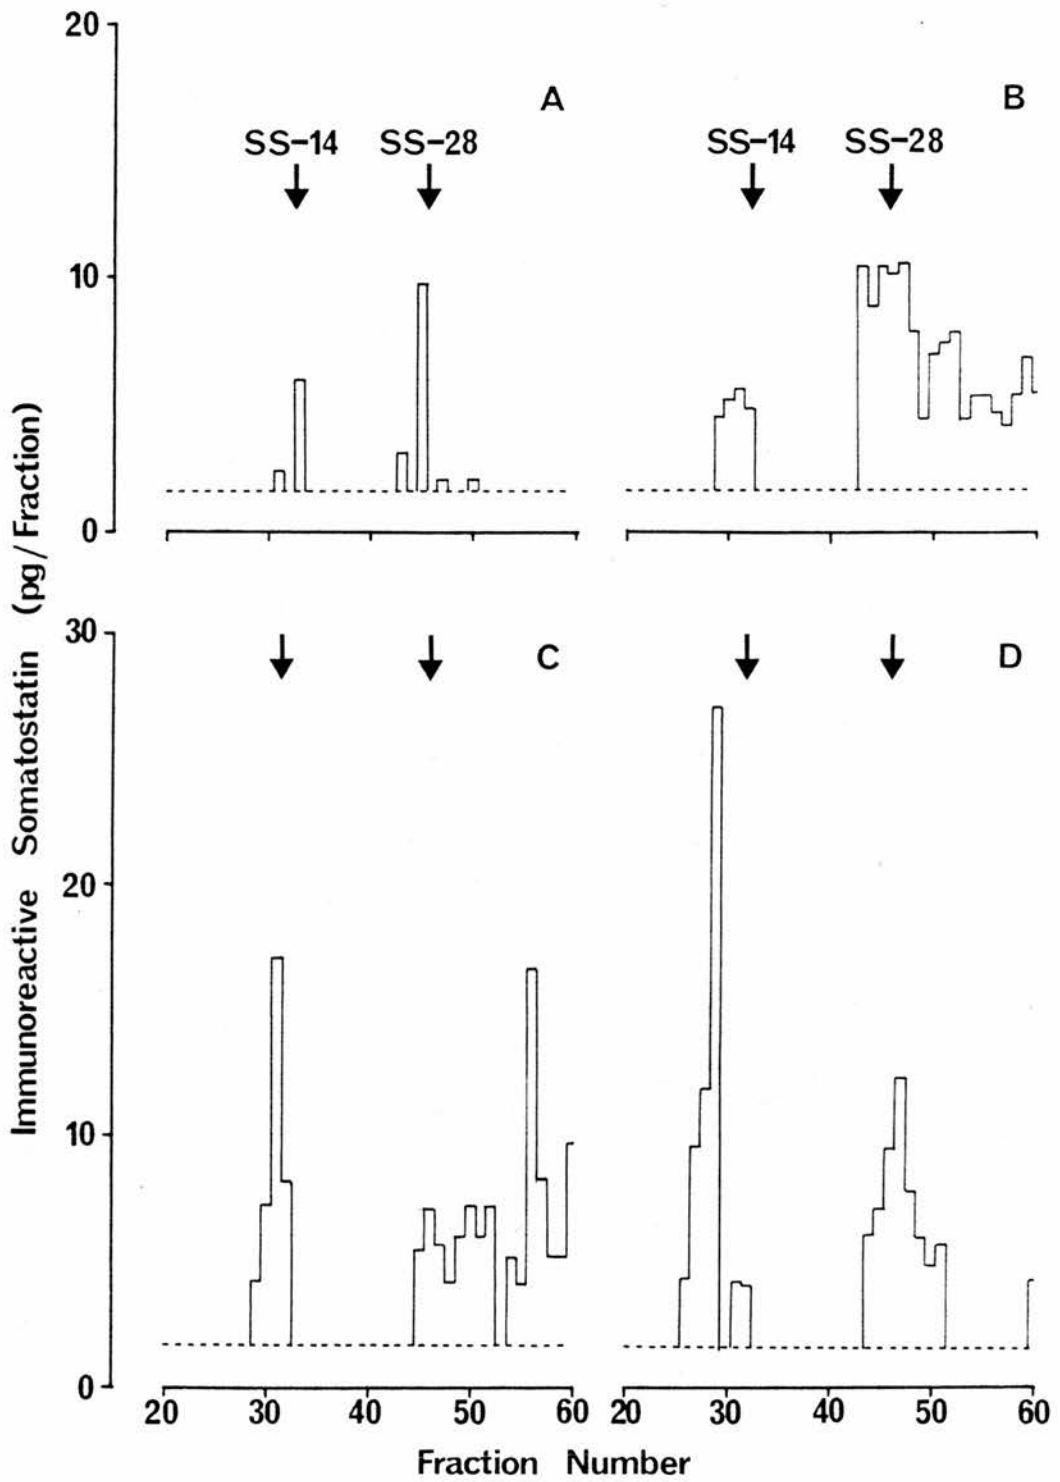 20
A
B
SS-14 SS-28
SS-14 SS-28
10
0
Immunoreactive Somatostatin (pg/Fraction)
30
C
D
20
10
0
20 30 40 50 60
20 30 40 50 60
Fraction Number